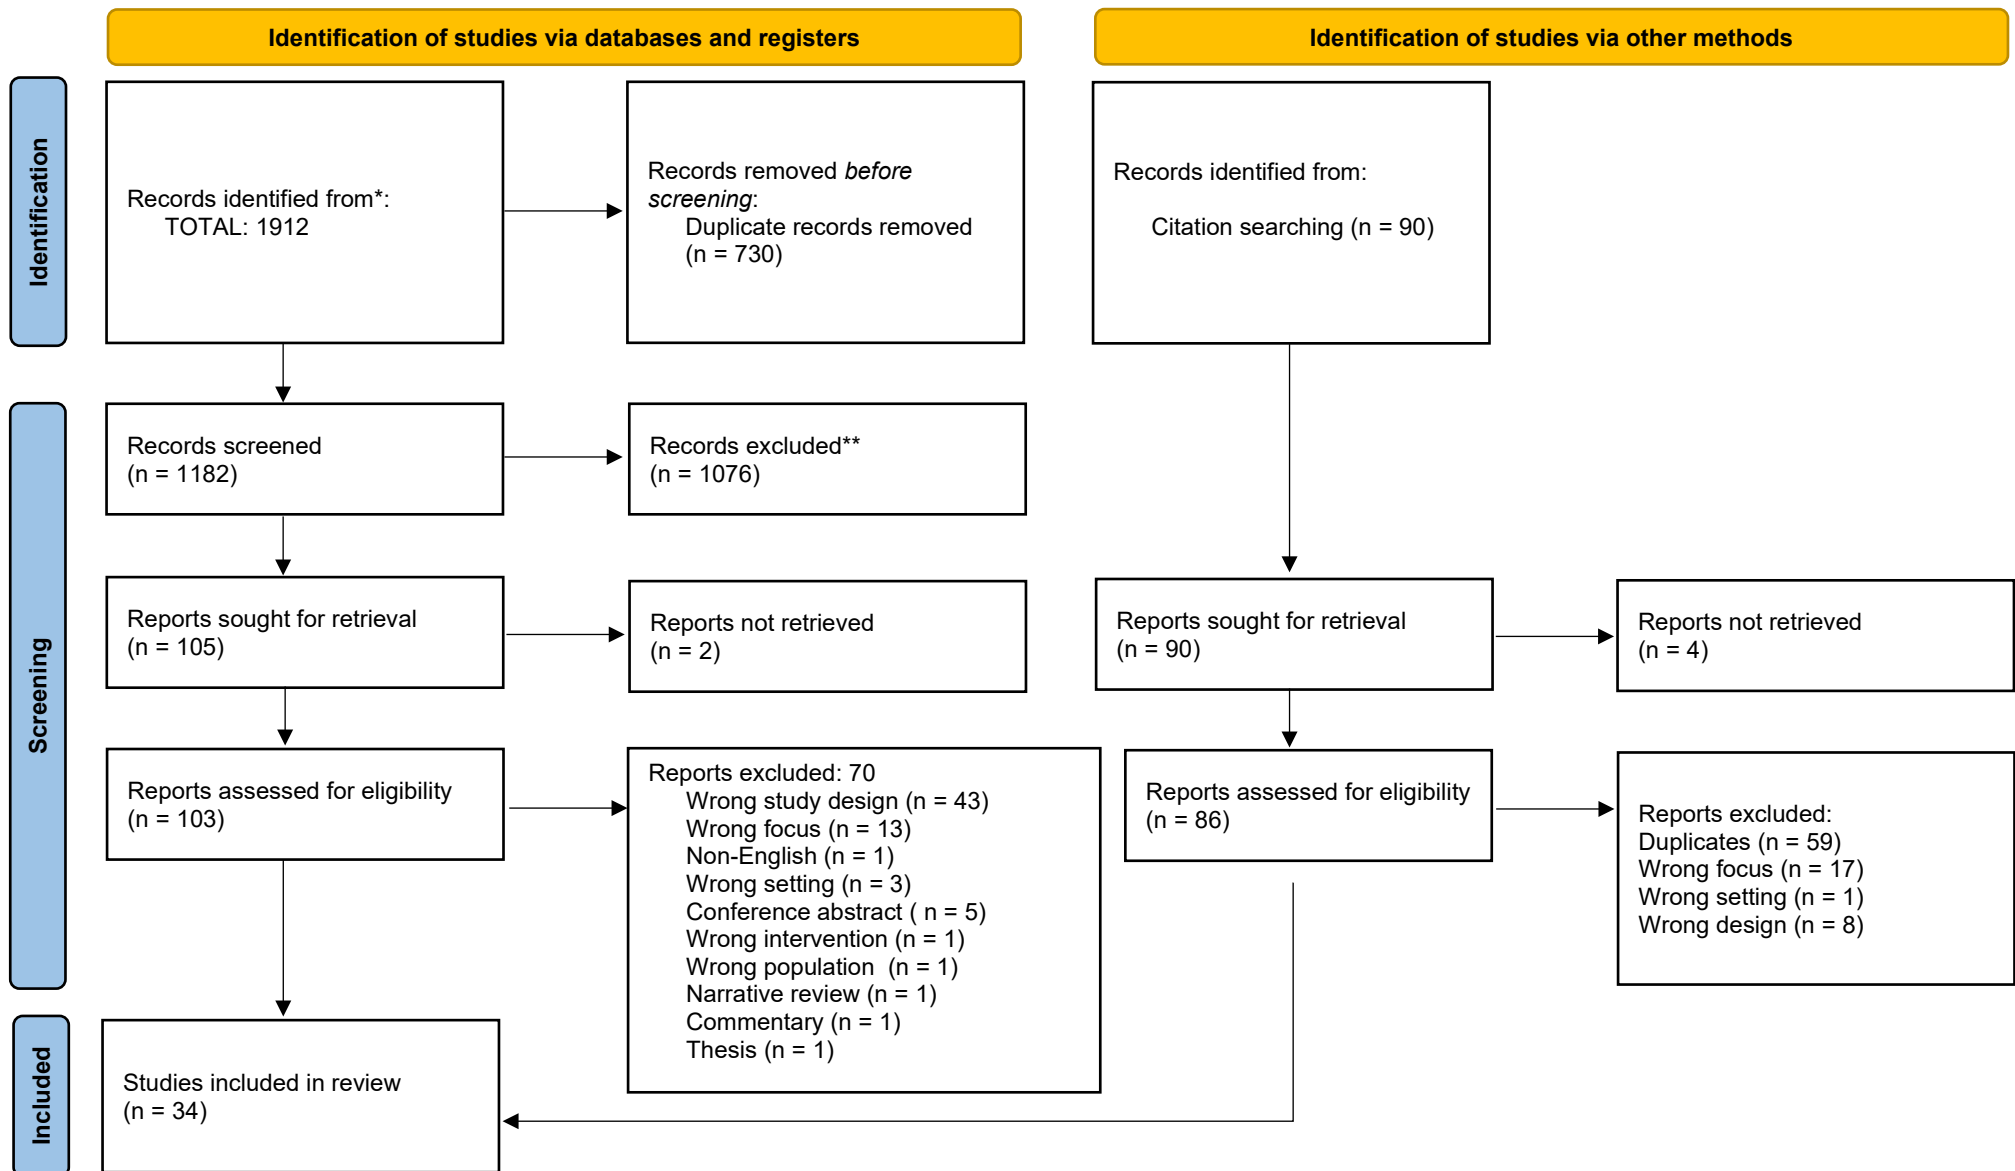 Identification of studies via databases and registers
Identification of studies via other methods
Identification
Records identified from*:
TOTAL: 1912
Records removed before
screening:
Duplicate records removed
(n = 730)
Records identified from:
Citation searching (n = 90)
Screening
Records screened
(n = 1182)
Records excluded**
(n = 1076)
Reports sought for retrieval
(n = 105)
Reports not retrieved
(n = 2)
Reports sought for retrieval
(n = 90)
Reports not retrieved
(n = 4)
Reports assessed for eligibility
(n = 103)
Reports excluded: 70
Wrong study design (n = 43)
Wrong focus (n = 13)
Non-English (n = 1)
Wrong setting (n = 3)
Conference abstract ( n = 5)
Wrong intervention (n = 1)
Wrong population  (n = 1)
Narrative review (n = 1)
Commentary (n = 1)
Thesis (n = 1)
Reports assessed for eligibility
(n = 86)
Reports excluded:
Duplicates (n = 59)
Wrong focus (n = 17)
Wrong setting (n = 1)
Wrong design (n = 8)
Included
Studies included in review
(n = 34)